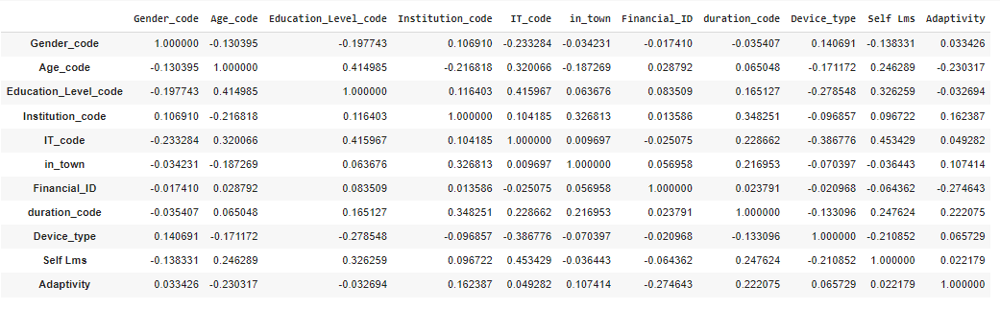 Gender_code Age_code Education_Level_code Institution_code IT_code in_town Financial_ID duration_code Device_type Self Lms Adaptivity
Gender_code 1.000000 -0.130395 -0.197743 0.106910 -0.233284 -0.034231 -0.017410 -0.035407 0.140691 -0.138331 0.033426
Age_code -0.130395 1.000000 0.414985 -0.216818 0.320066 -0.187269 0.028792 0.065048 -0.171172 0.246289 -0.230317
Education_Level_code -0.197743 0.414985 1.000000 0.116403 0.415967 0.063676 0.083509 0.165127 -0.278548 0.326259 -0.032694
Institution_code 0.106910 -0.216818 0.116403 1.000000 0.104185 0.326813 0.013586 0.348251 -0.096857 0.096722 0.162387
IT_code -0.233284 0.320066 0.415967 0.104185 1.000000 0.009697 -0.025075 0.228662 -0.386776 0.453429 0.049282
in_town -0.034231 -0.187269 0.063676 0.326813 0.009697 1.000000 0.056958 0.216953 -0.070397 -0.036443 0.107414
Financial_ID -0.017410 0.028792 0.083509 0.013586 -0.025075 0.056958 1.000000 0.023791 -0.020968 -0.064362 -0.274643
duration_code -0.035407 0.065048 0.165127 0.348251 0.228662 0.216953 0.023791 1.000000 -0.133096 0.247624 0.222075
Device_type 0.140691 -0.171172 -0.278548 -0.096857 -0.386776 -0.070397 -0.020968 -0.133096 1.000000 -0.210852 0.065729
Self Lms -0.138331 0.246289 0.326259 0.096722 0.453429 -0.036443 -0.064362 0.247624 -0.210852 1.000000 0.022179
Adaptivity 0.033426 -0.230317 -0.032694 0.162387 0.049282 0.107414 -0.274643 0.222075 0.065729 0.022179 1.000000